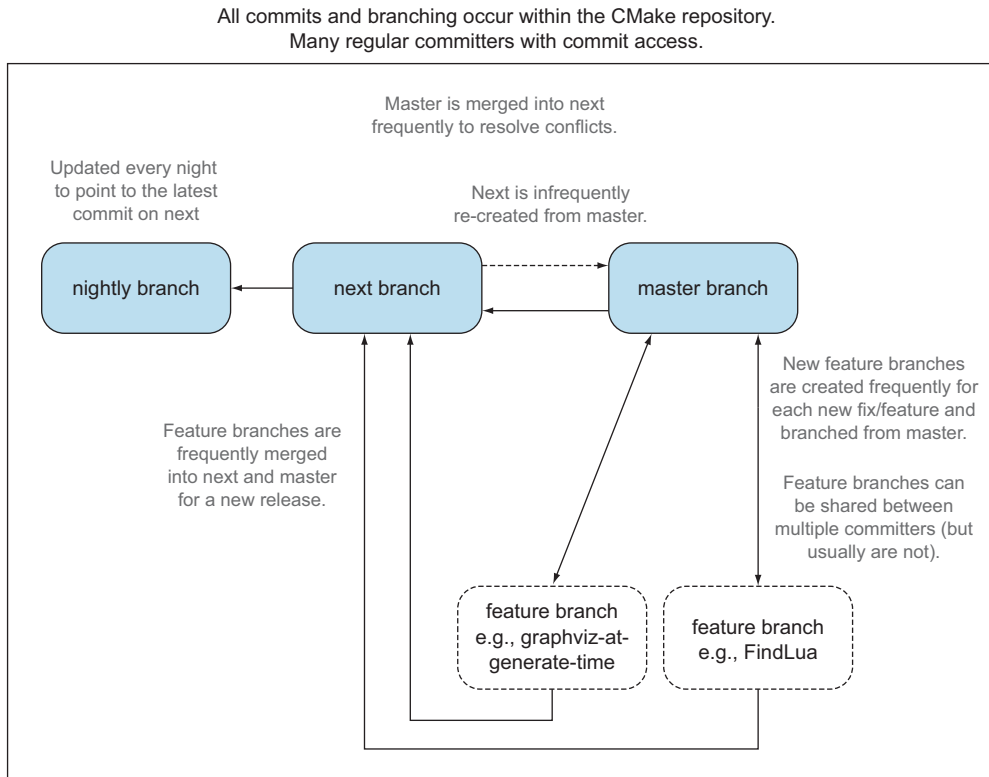 All commits and branching occur within the CMake repository.
Many regular committers with commit access.
Master is merged into next
frequently to resolve conflicts.
Updated every night
to point to the latest
commit on next
Next is infrequently
re-created from master.
nightly branch
next branch
master branch
New feature branches
are created frequently for
each new fix/feature and
branched from master.
Feature branches are
frequently merged
into next and master
for a new release.
Feature branches can
be shared between
multiple committers (but
usually are not).
feature branch
e.g., graphviz-at-
generate-time
feature branch
e.g., FindLua